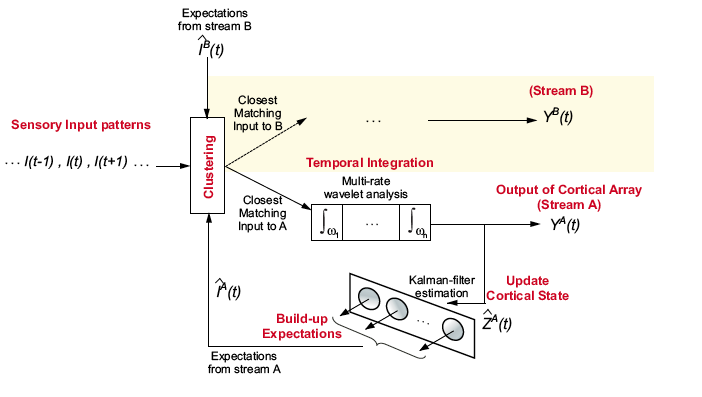 Expectations
from stream B
Î^B(t)
(Stream B)
Closest
Matching
Input to B
...
Y^B(t)
Sensory Input patterns
... I(t-1) , I(t) , I(t+1) ...
Clustering
Temporal Integration
Multi-rate
wavelet analysis
Closest
Matching
Input to A
∫ω₁ ... ∫ωₙ
Output of Cortical Array
(Stream A)
Y^A(t)
Î^A(t)
Kalman-filter
estimation
Update
Cortical State
Ẑ^A(t)
...
Build-up
Expectations
Expectations
from stream A